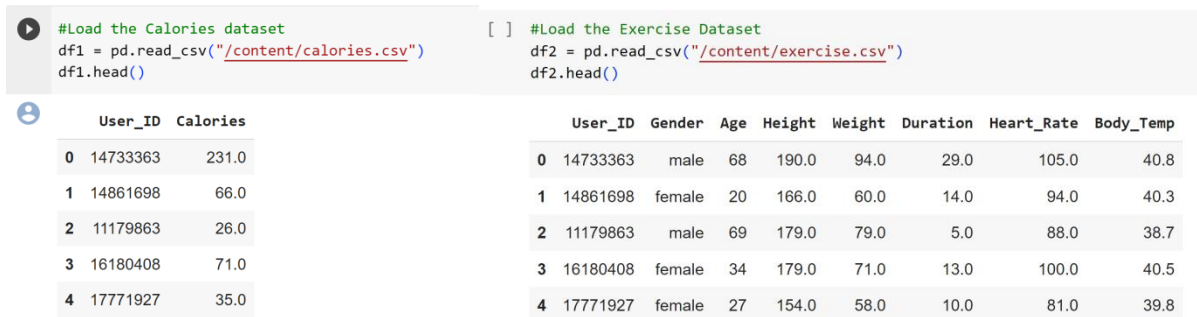 #Load the Calories dataset
df1 = pd.read_csv("/content/calories.csv")
df1.head()
User_ID Calories
0 14733363 231.0
1 14861698 66.0
2 11179863 26.0
3 16180408 71.0
4 17771927 35.0
[ ] #Load the Exercise Dataset
df2 = pd.read_csv("/content/exercise.csv")
df2.head()
User_ID Gender Age Height Weight Duration Heart_Rate Body_Temp
0 14733363 male 68 190.0 94.0 29.0 105.0 40.8
1 14861698 female 20 166.0 60.0 14.0 94.0 40.3
2 11179863 male 69 179.0 79.0 5.0 88.0 38.7
3 16180408 female 34 179.0 71.0 13.0 100.0 40.5
4 17771927 female 27 154.0 58.0 10.0 81.0 39.8